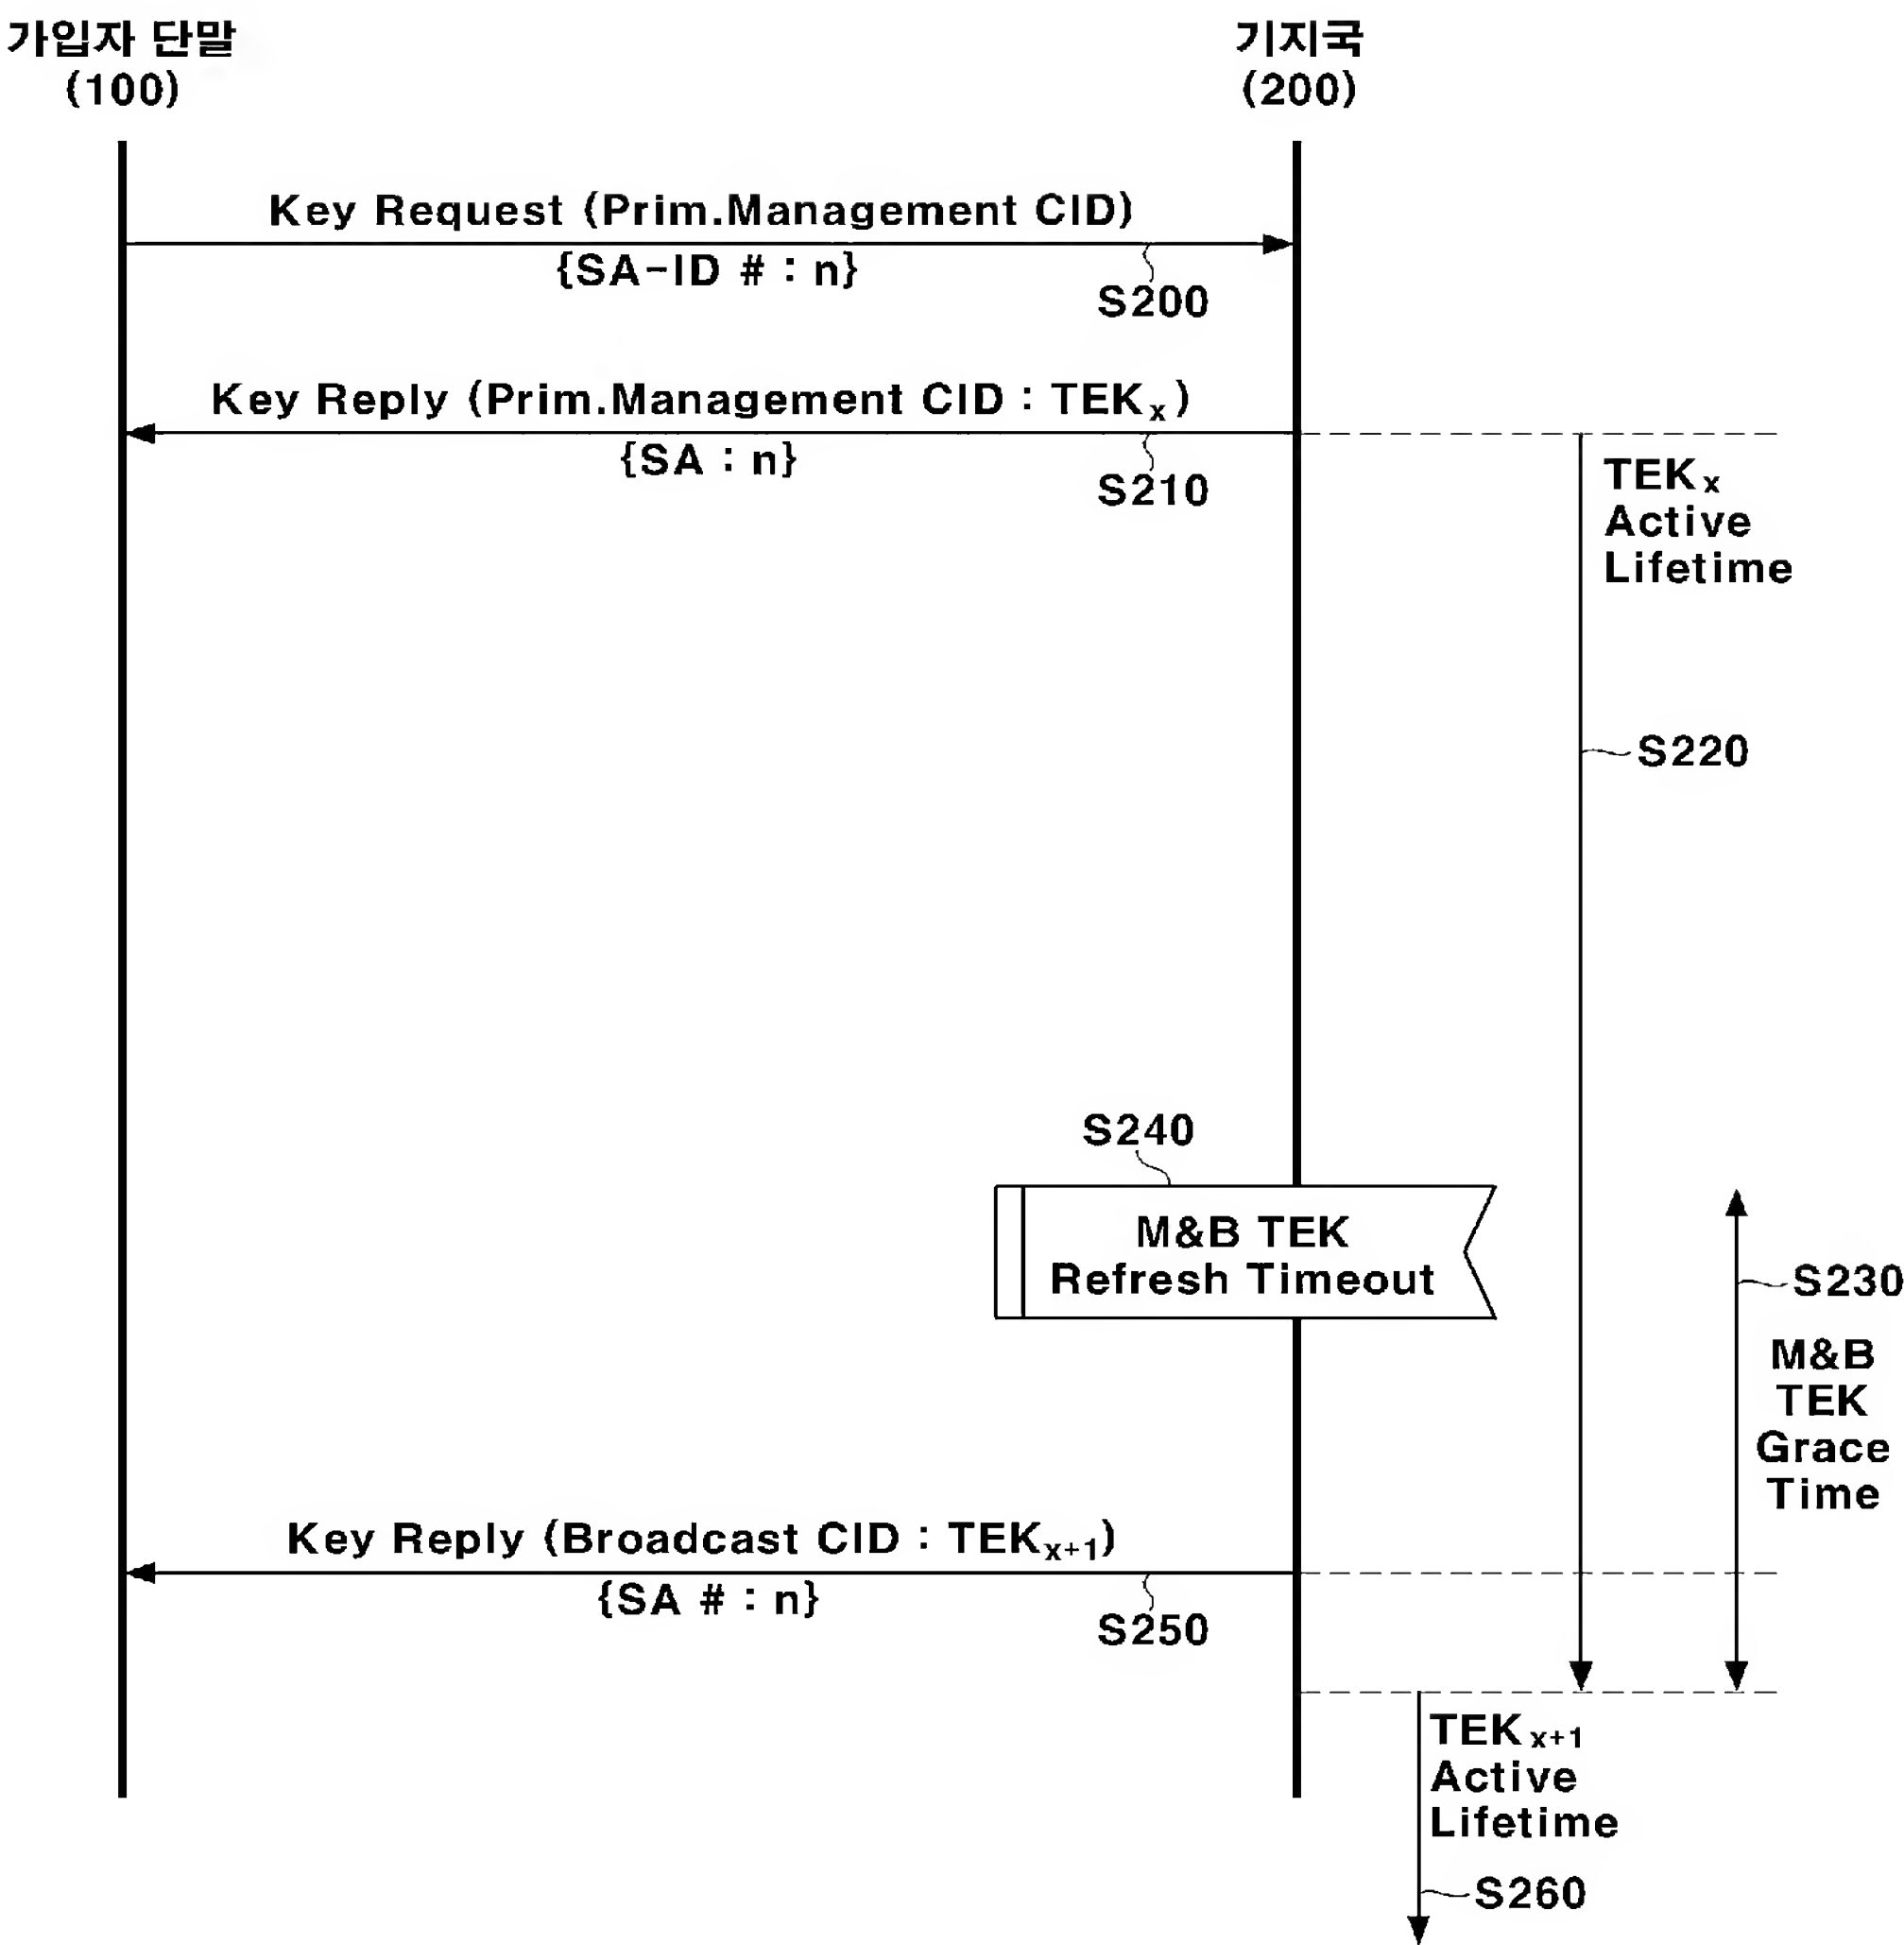 가입자 단말
(100)
기지국
(200)
Key Request (Prim.Management CID)
{SA-ID # : n}
S200
Key Reply (Prim.Management CID : TEKx)
{SA : n}
S210
TEKx
Active
Lifetime
S220
S240
M&B TEK
Refresh Timeout
S230
M&B
TEK
Grace
Time
Key Reply (Broadcast CID : TEKx+1)
{SA # : n}
S250
TEKx+1
Active
Lifetime
S260